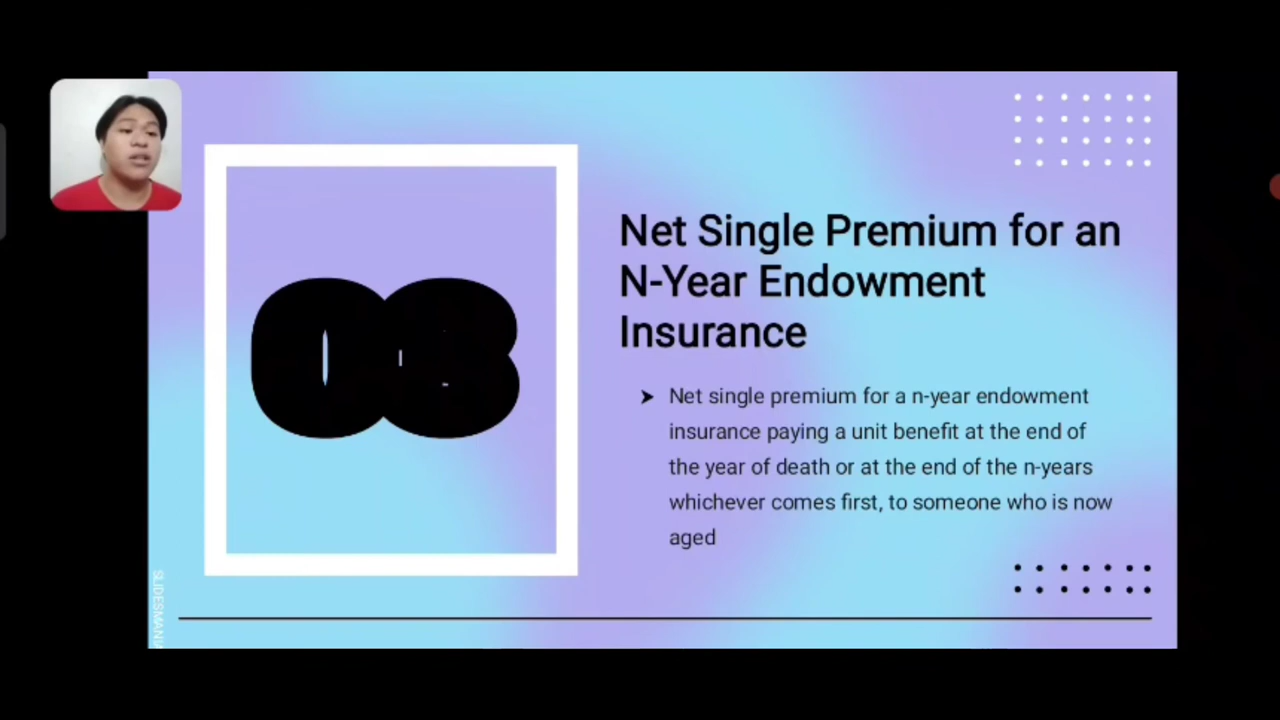 03
Net Single Premium for an
N-Year Endowment
Insurance
➤ Net single premium for a n-year endowment
insurance paying a unit benefit at the end of
the year of death or at the end of the n-years
whichever comes first, to someone who is now
aged
SLIDESMANIA